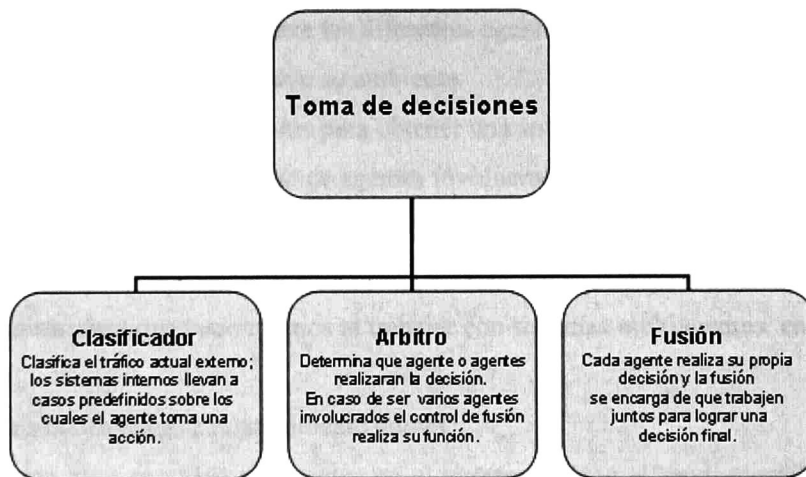 Toma de decisiones
Clasificador
Clasifica el tráfico actual externo;
los sistemas internos llevan a
casos predefinidos sobre los
cuales el agente toma una
acción.
Arbitro
Determina que agente o agentes
realizaran la decisión.
En caso de ser varios agentes
involucrados el control de fusión
realiza su función.
Fusión
Cada agente realiza su propia
decisión y la fusión
se encarga de que trabajen
juntos para lograr una
decisión final.